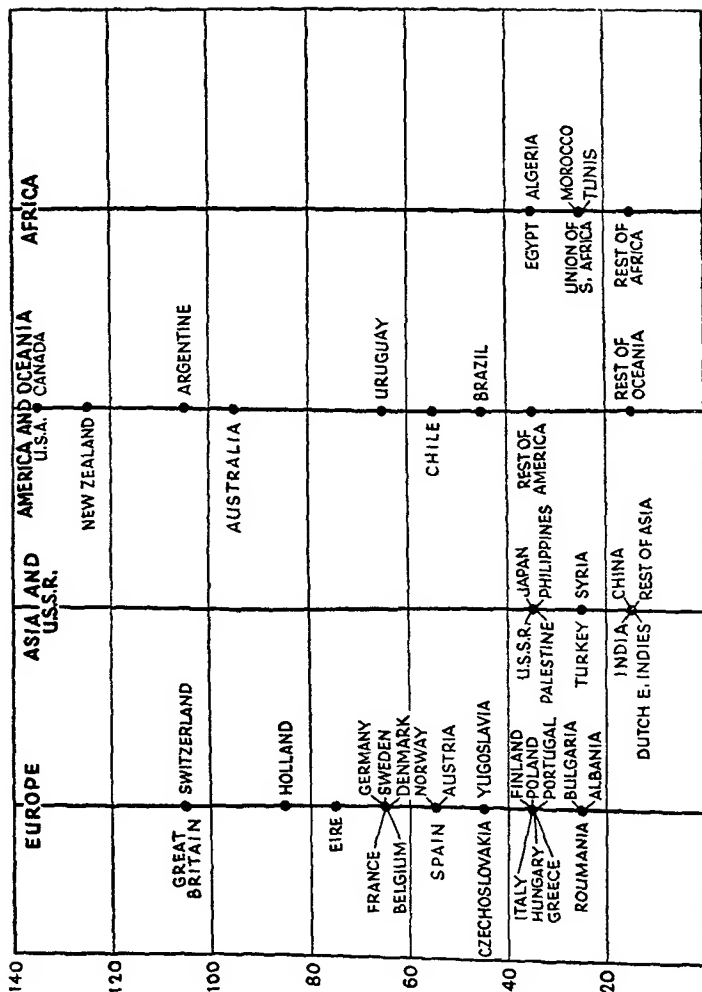 EUROPE
ASIA AND
U.S.S.R.
AMERICA AND OCEANIA
U.S.A.
CANADA
AFRICA
140
120
100
80
60
40
20
GREAT
BRITAIN
SWITZERLAND
HOLLAND
EIRE
FRANCE
BELGIUM
GERMANY
SWEDEN
DENMARK
NORWAY
SPAIN
AUSTRIA
CZECHOSLOVAKIA
YUGOSLAVIA
ITALY
HUNGARY
GREECE
FINLAND
POLAND
PORTUGAL
ROUMANIA
BULGARIA
ALBANIA
U.S.S.R.
JAPAN
PALESTINE
PHILIPPINES
TURKEY
SYRIA
INDIA
CHINA
DUTCH E. INDIES
REST OF ASIA
NEW ZEALAND
ARGENTINE
AUSTRALIA
URUGUAY
CHILE
BRAZIL
REST OF
AMERICA
REST OF
OCEANIA
EGYPT
ALGERIA
UNION OF
S. AFRICA
MOROCCO
TUNIS
REST OF
AFRICA